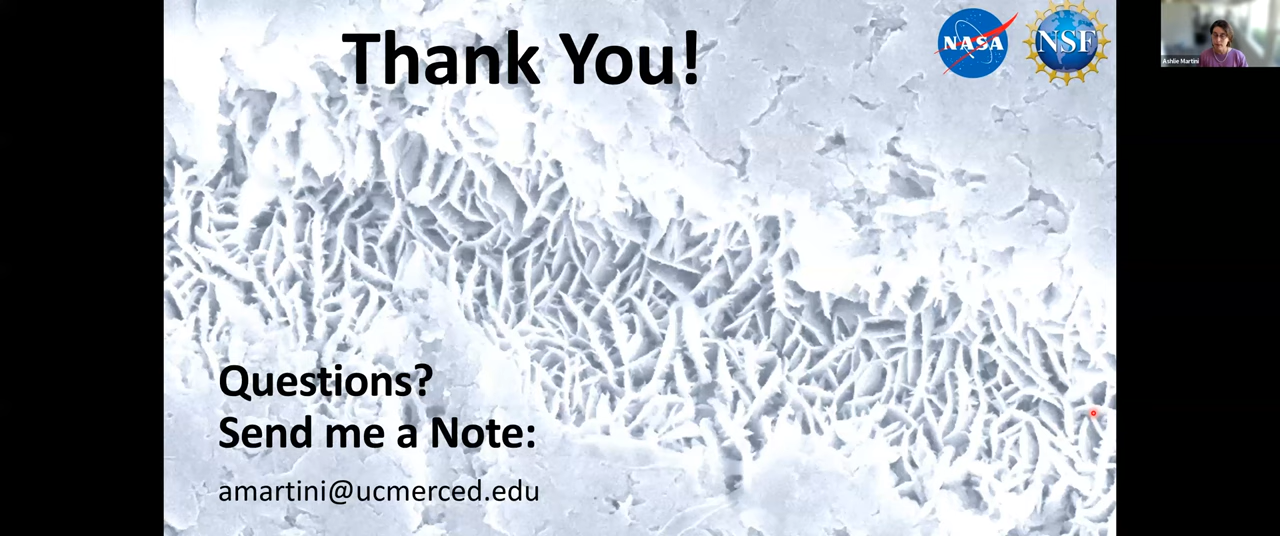 Thank You!
NASA
NSF
Ashlie Martini
Questions?
Send me a Note:
amartini@ucmerced.edu